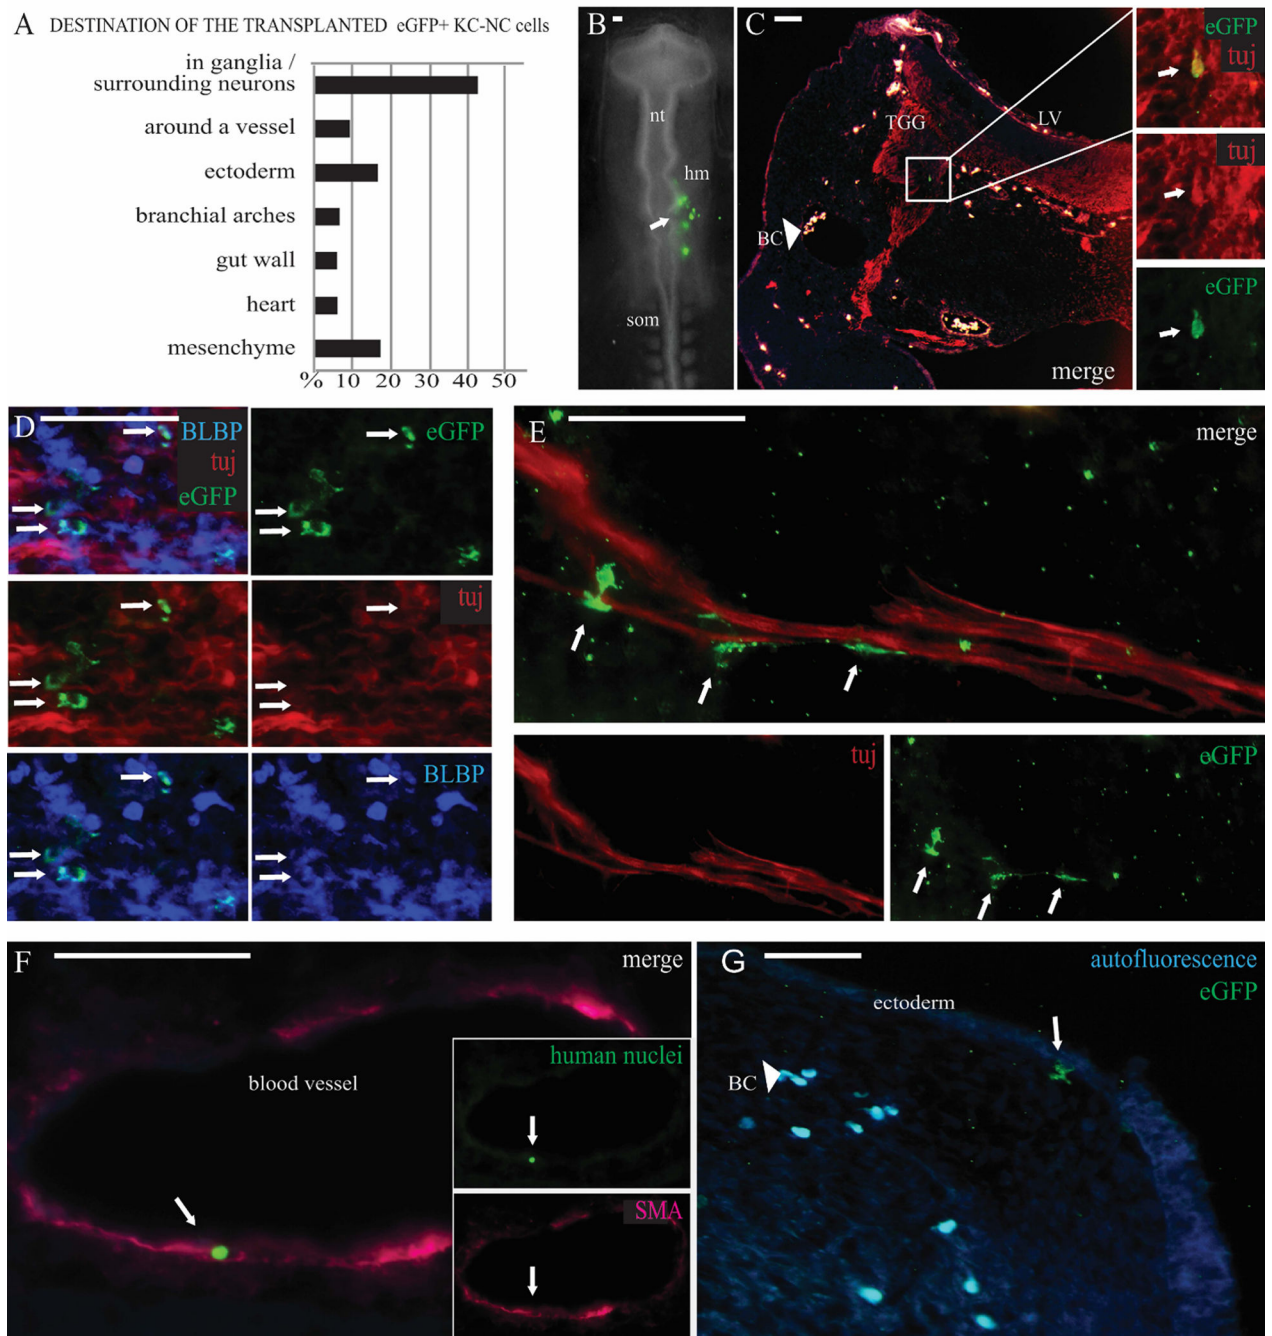 A DESTINATION OF THE TRANSPLANTED eGFP+ KC-NC cells
in ganglia /
surrounding neurons
around a vessel
ectoderm
branchial arches
gut wall
heart
mesenchyme
% 10 20 30 40 50
B
nt
hm
som
C
TGG
LV
BC
merge
eGFP
tuj
tuj
eGFP
D
BLBP
tuj
eGFP
eGFP
tuj
BLBP
E
merge
tuj
eGFP
F
merge
blood vessel
human nuclei
SMA
G
autofluorescence
eGFP
ectoderm
BC